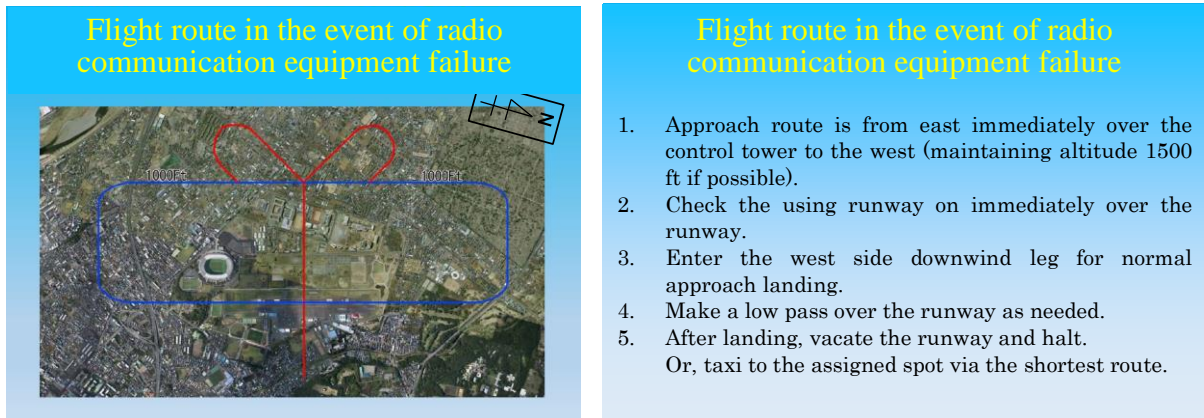 Flight route in the event of radio
communication equipment failure
N
1000Ft
1000Ft
Flight route in the event of radio
communication equipment failure
1. Approach route is from east immediately over the
control tower to the west (maintaining altitude 1500
ft if possible).
2. Check the using runway on immediately over the
runway.
3. Enter the west side downwind leg for normal
approach landing.
4. Make a low pass over the runway as needed.
5. After landing, vacate the runway and halt.
Or, taxi to the assigned spot via the shortest route.